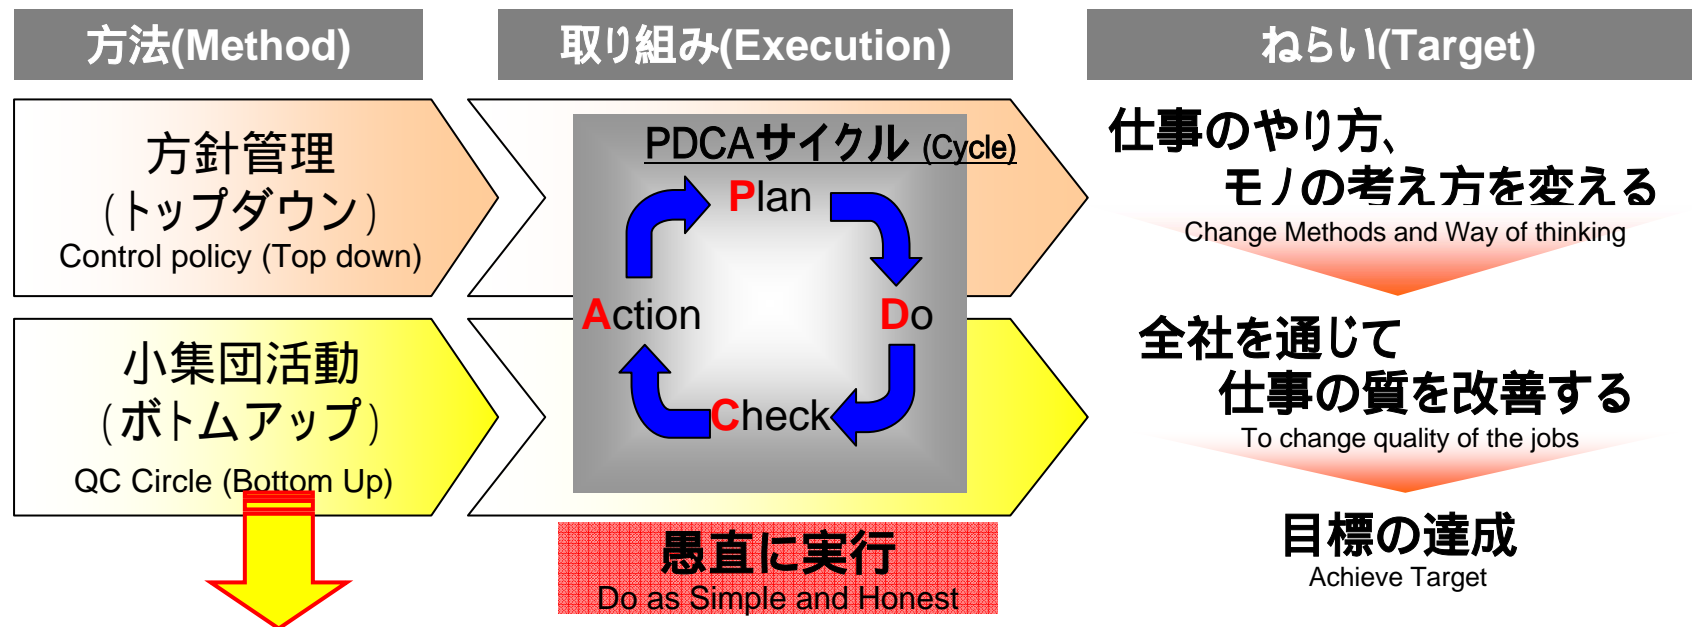 方法(Method)
取り組み(Execution)
ねらい(Target)
方針管理
(トップダウン)
Control policy (Top down)
小集団活動
(ボトムアップ)
QC Circle (Bottom Up)
PDCAサイクル (Cycle)
Plan
Action
Do
Check
愚直に実行
Do as Simple and Honest
仕事のやり方、
モノの考え方を変える
Change Methods and Way of thinking
全社を通じて
仕事の質を改善する
To change quality of the jobs
目標の達成
Achieve Target